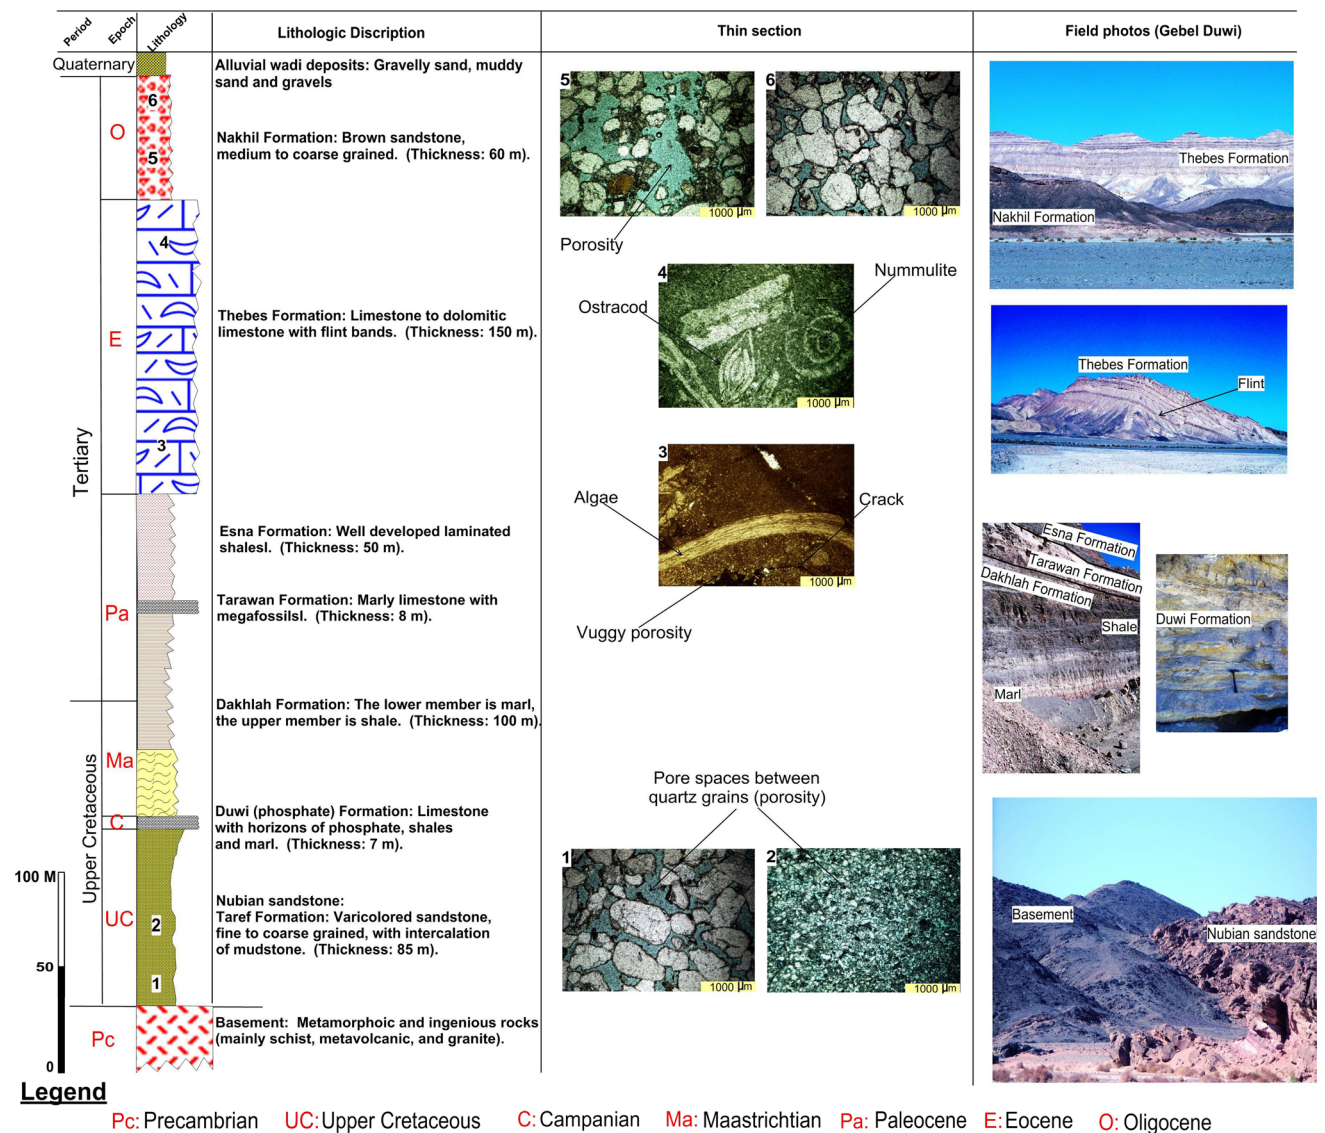 Period
Epoch
Lithology
Lithologic Discription
Thin section
Field photos (Gebel Duwi)
Quaternary
Alluvial wadi deposits: Gravelly sand, muddy
sand and gravels
6
5
O
Nakhil Formation: Brown sandstone,
medium to coarse grained. (Thickness: 60 m).
5
1000 µm
6
1000 µm
Porosity
Thebes Formation
Nakhil Formation
Tertiary
4
E
3
Thebes Formation: Limestone to dolomitic
limestone with flint bands. (Thickness: 150 m).
4
Nummulite
Ostracod
1000 µm
Thebes Formation
Flint
3
Algae
Crack
1000 µm
Vuggy porosity
Esna Formation: Well developed laminated
shalesl. (Thickness: 50 m).
Pa
Tarawan Formation: Marly limestone with
megafossilsl. (Thickness: 8 m).
Esna Formation
Tarawan Formation
Dakhlah Formation
Shale
Marl
Duwi Formation
Dakhlah Formation: The lower member is marl,
the upper member is shale. (Thickness: 100 m).
Upper Cretaceous
Ma
C
Duwi (phosphate) Formation: Limestone
with horizons of phosphate, shales
and marl. (Thickness: 7 m).
Pore spaces between
quartz grains (porosity)
1
1000 µm
2
1000 µm
100 M
50
0
UC
2
1
Nubian sandstone:
Taref Formation: Varicolored sandstone,
fine to coarse grained, with intercalation
of mudstone. (Thickness: 85 m).
Basement
Nubian sandstone
Pc
Basement: Metamorphoic and ingenious rocks
(mainly schist, metavolcanic, and granite).
Legend
Pc: Precambrian UC: Upper Cretaceous C: Campanian Ma: Maastrichtian Pa: Paleocene E: Eocene O: Oligocene